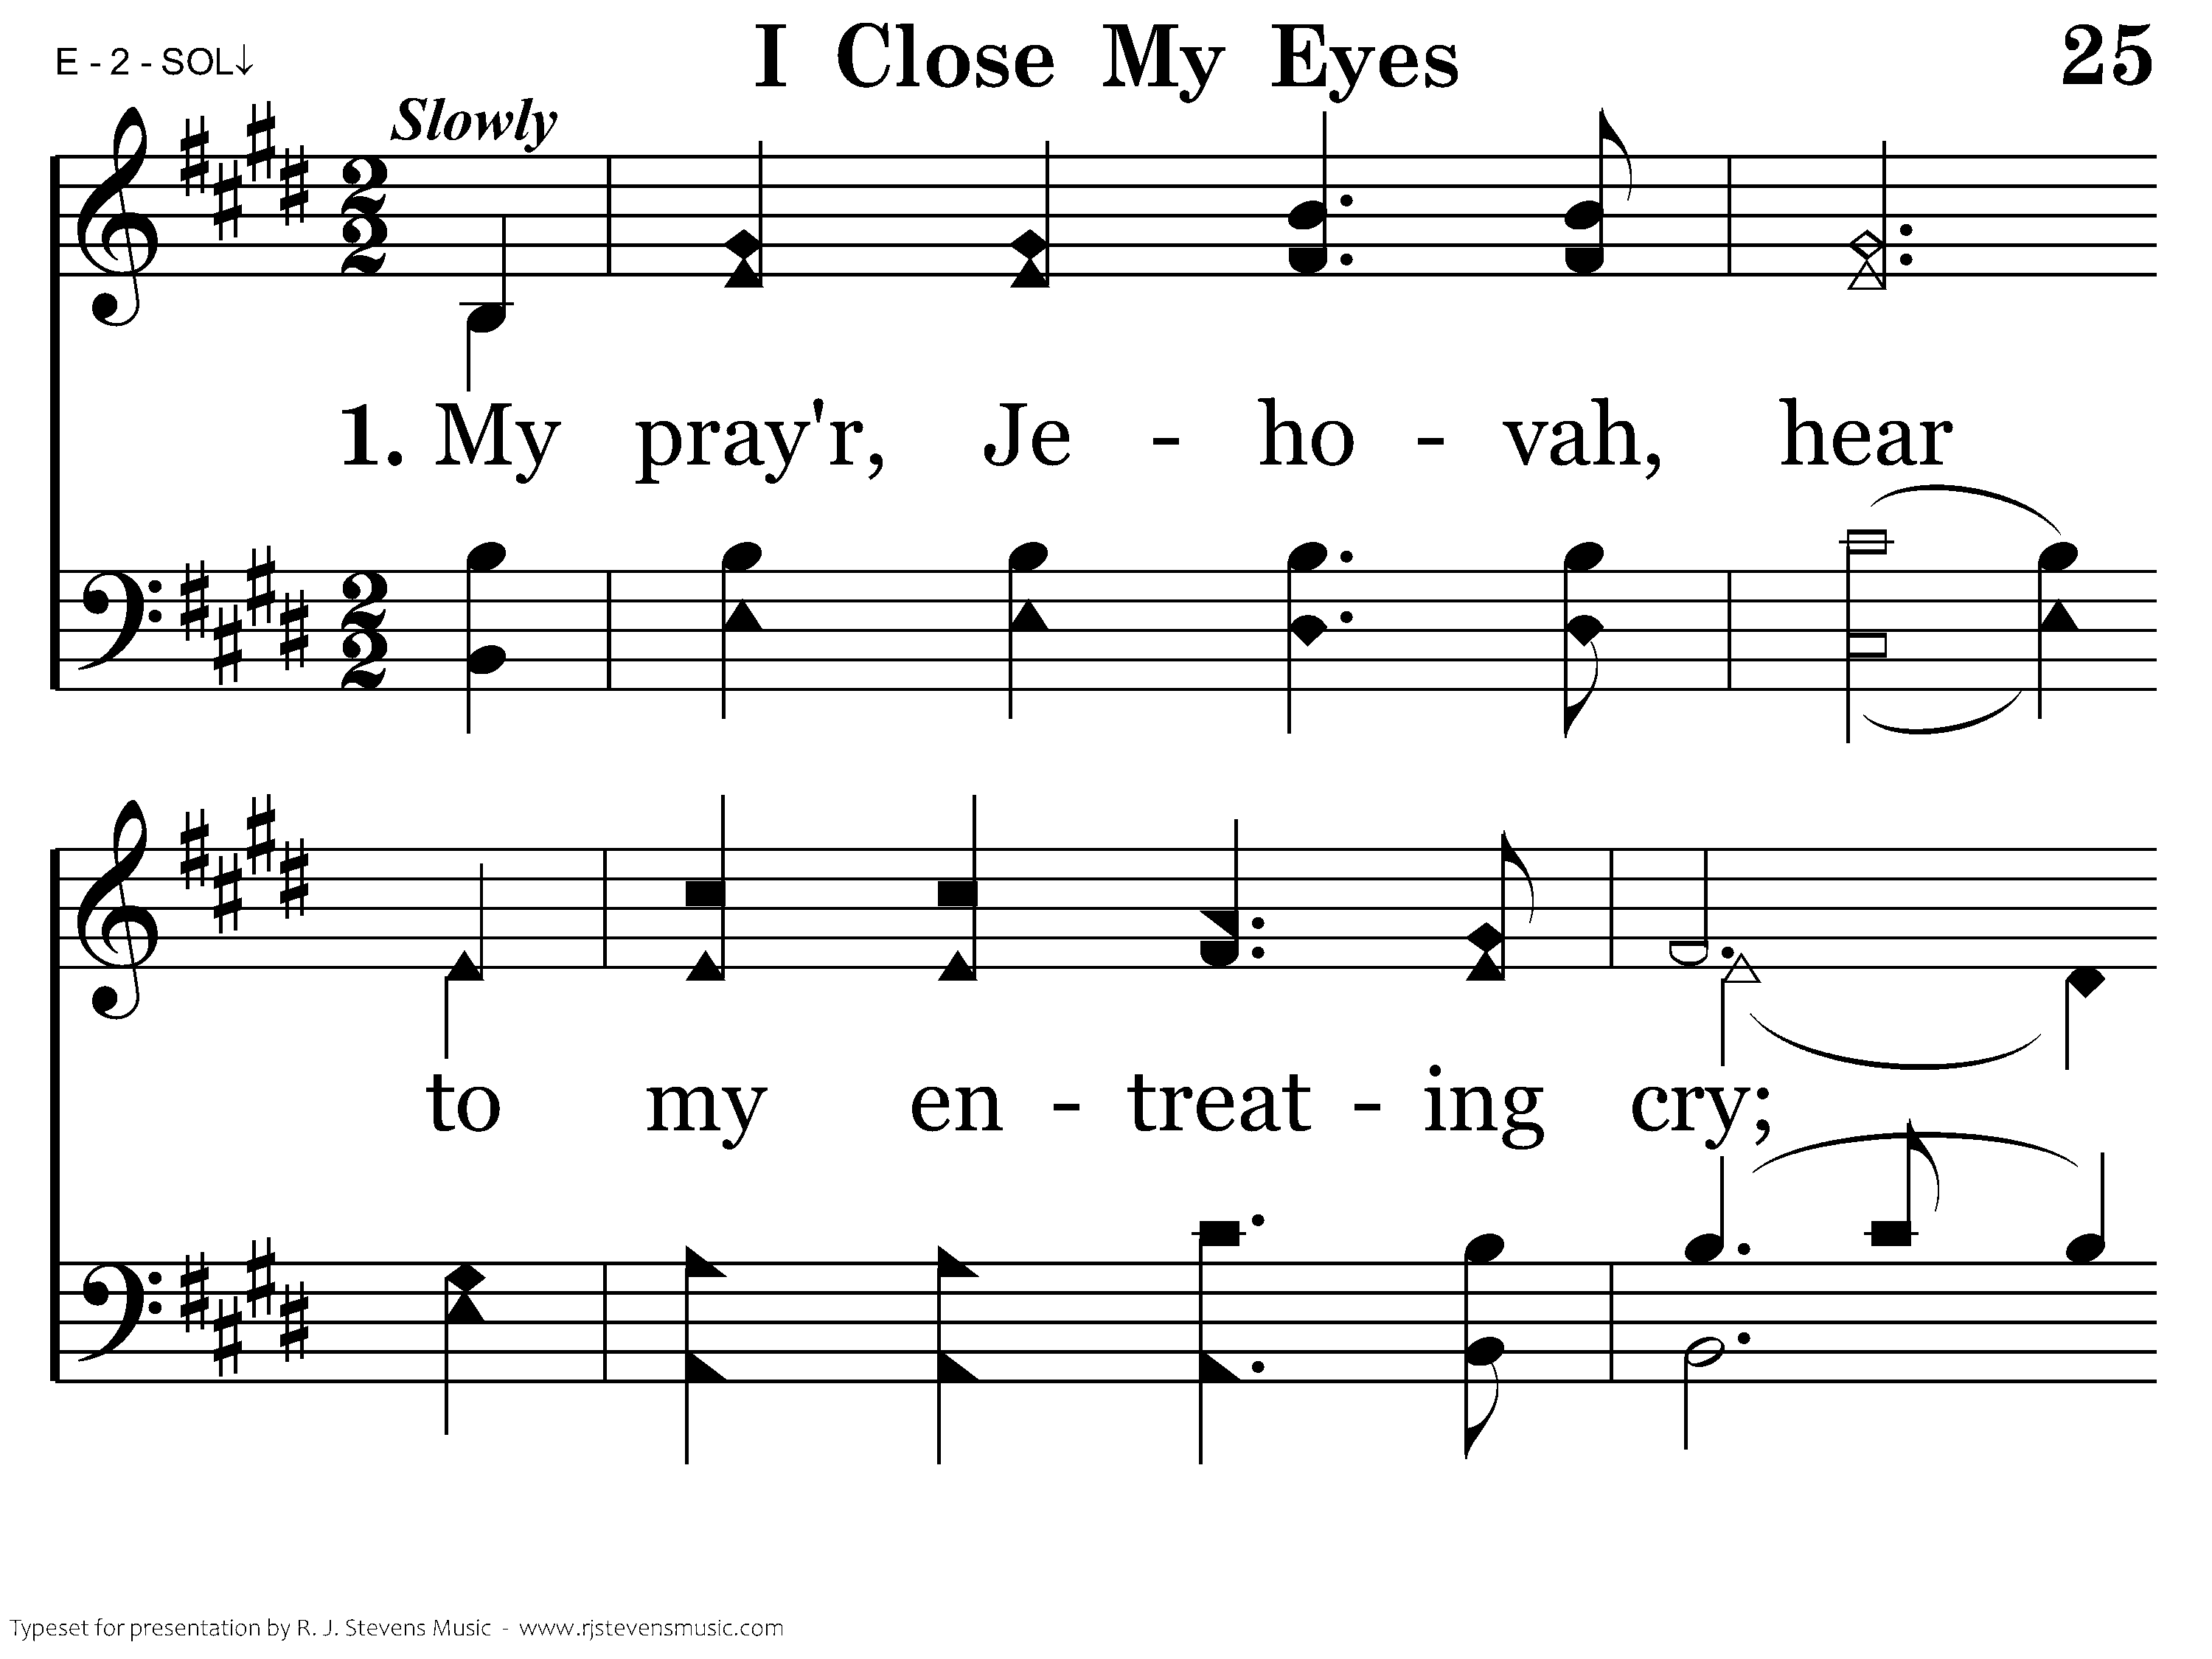 I Close My Eyes
25
E - 2 - SOL↓
Slowly
1. My pray'r, Je - ho - vah, hear
to my en - treat - ing cry;
Typeset for presentation by R. J. Stevens Music - www.rjstevensmusic.com